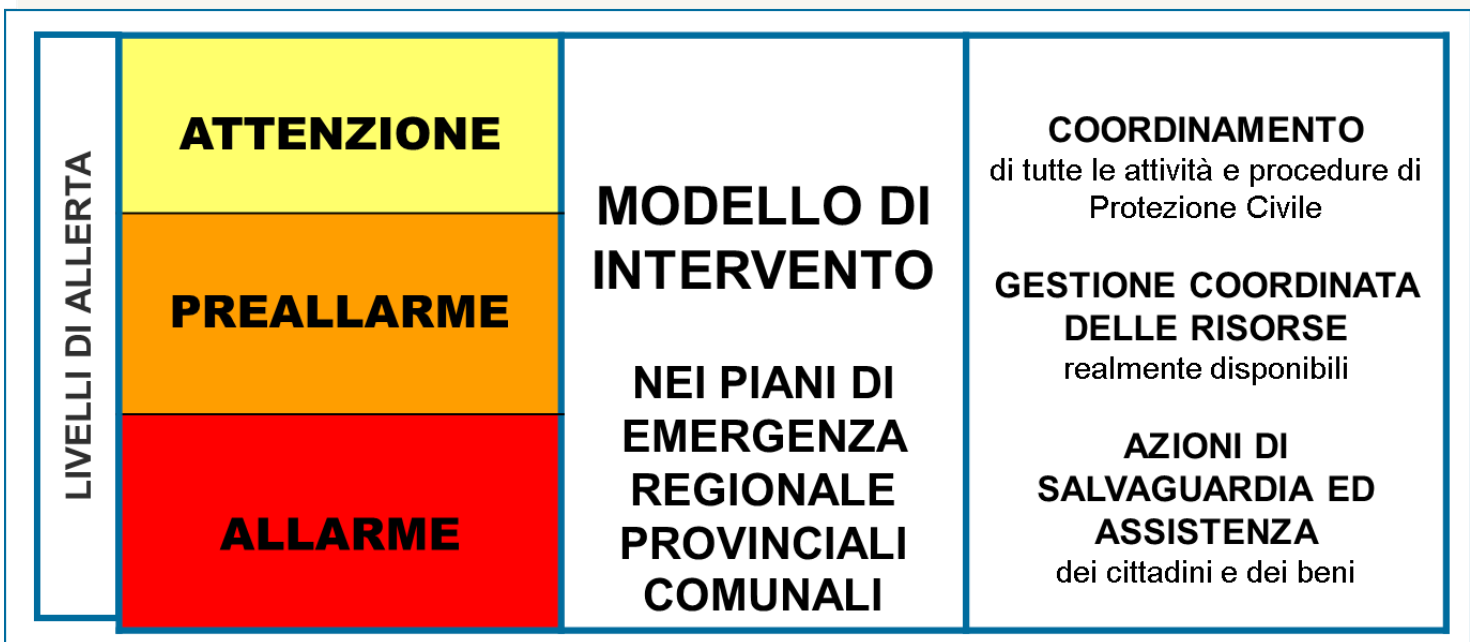 LIVELLI DI ALLERTA
ATTENZIONE
PREALLARME
ALLARME
MODELLO DI
INTERVENTO
NEI PIANI DI
EMERGENZA
REGIONALE
PROVINCIALI
COMUNALI
COORDINAMENTO
di tutte le attività e procedure di
Protezione Civile
GESTIONE COORDINATA
DELLE RISORSE
realmente disponibili
AZIONI DI
SALVAGUARDIA ED
ASSISTENZA
dei cittadini e dei beni